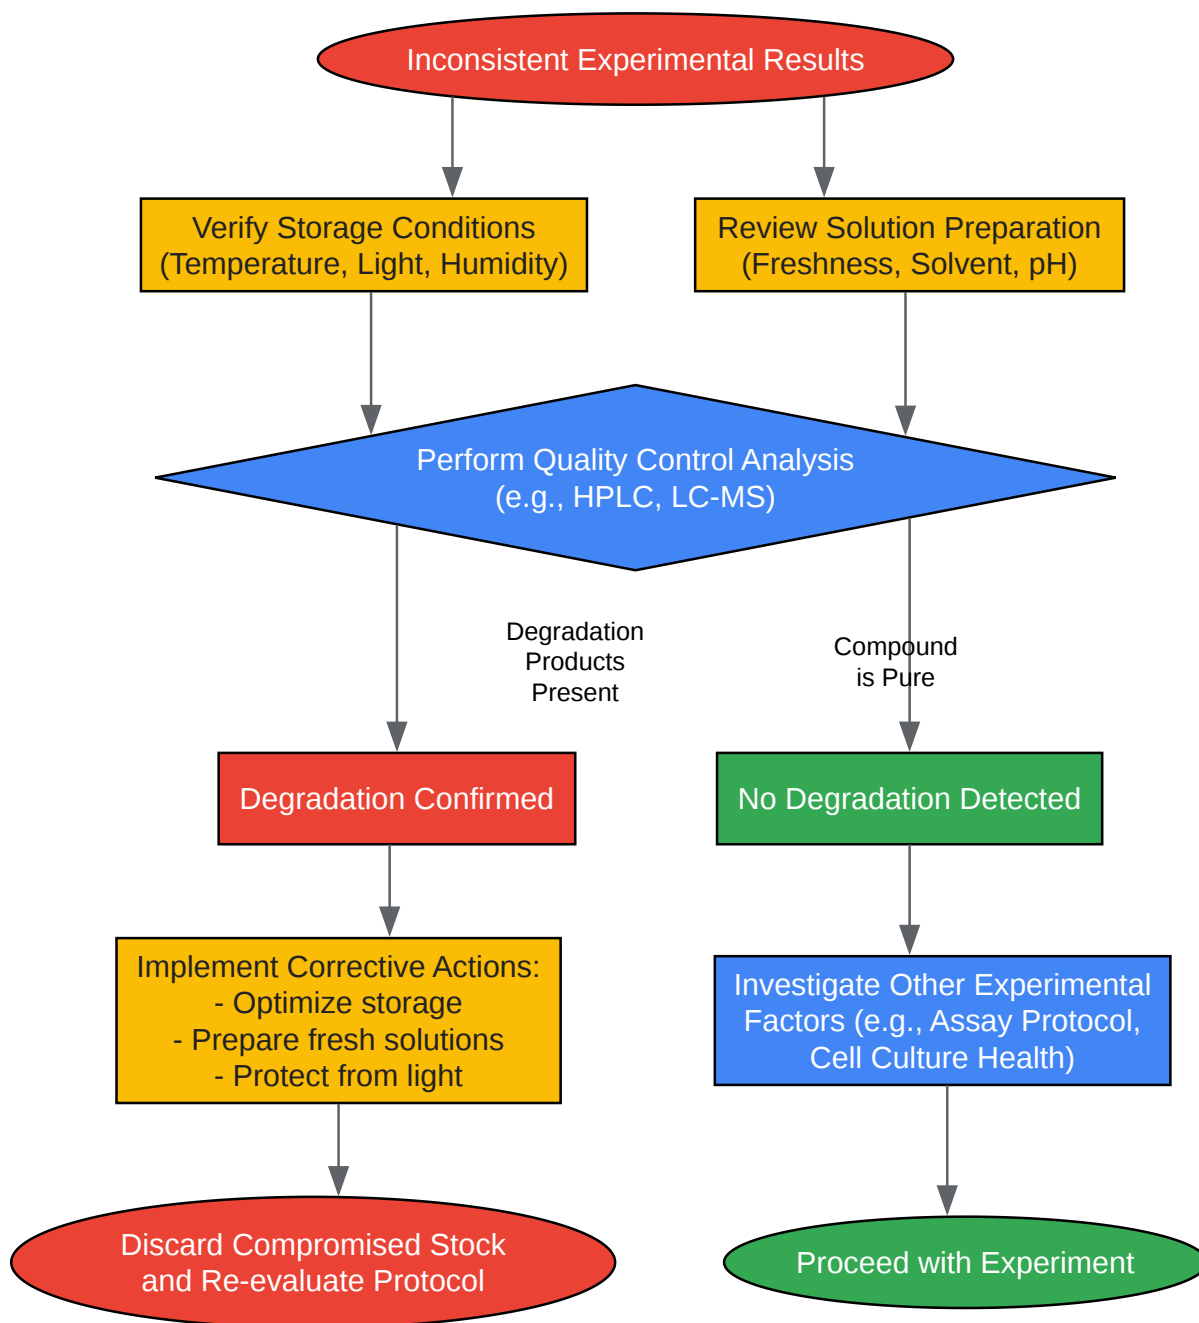 Inconsistent Experimental Results
Verify Storage Conditions
(Temperature, Light, Humidity)
Review Solution Preparation
(Freshness, Solvent, pH)
Perform Quality Control Analysis
(e.g., HPLC, LC-MS)
Degradation
Products
Present
Compound
is Pure
Degradation Confirmed
No Degradation Detected
Implement Corrective Actions:
- Optimize storage
- Prepare fresh solutions
- Protect from light
Investigate Other Experimental
Factors (e.g., Assay Protocol,
Cell Culture Health)
Discard Compromised Stock
and Re-evaluate Protocol
Proceed with Experiment